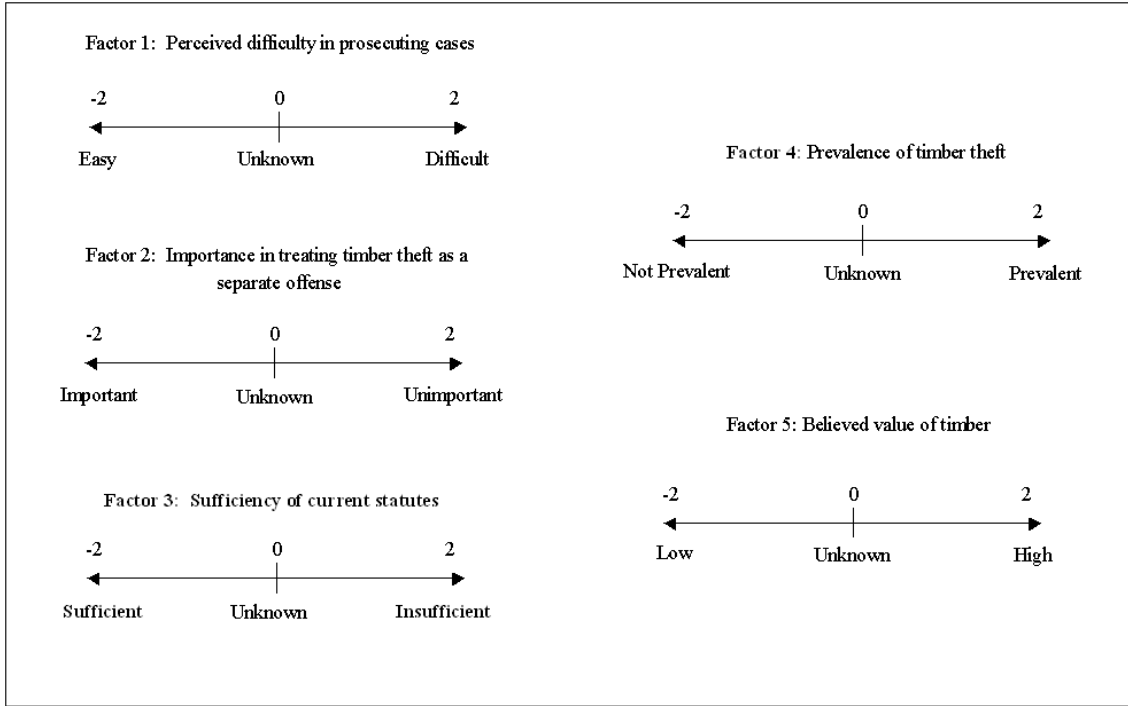 Factor 1: Perceived difficulty in prosecuting cases
-2 0 2
Easy Unknown Difficult
Factor 2: Importance in treating timber theft as a
separate offense
-2 0 2
Important Unknown Unimportant
Factor 3: Sufficiency of current statutes
-2 0 2
Sufficient Unknown Insufficient
Factor 4: Prevalence of timber theft
-2 0 2
Not Prevalent Unknown Prevalent
Factor 5: Believed value of timber
-2 0 2
Low Unknown High